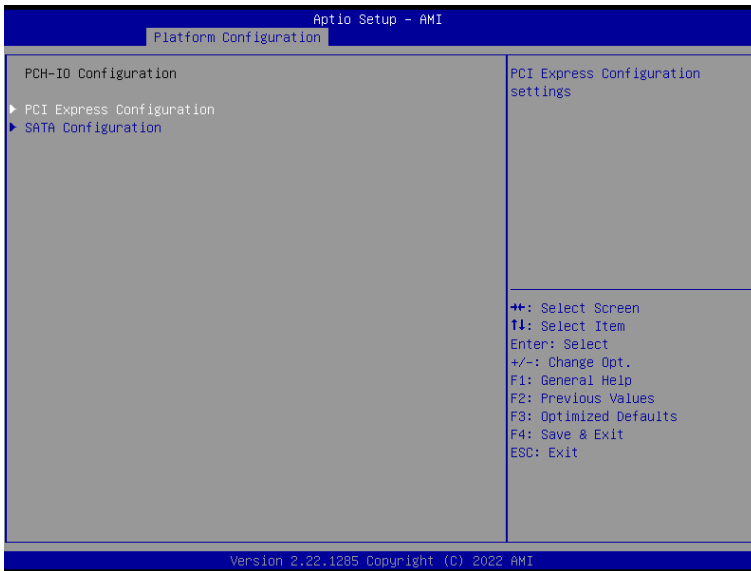 Aptio Setup – AMI
Platform Configuration
PCH-IO Configuration
▶ PCI Express Configuration
▶ SATA Configuration
PCI Express Configuration
settings
→←: Select Screen
↑↓: Select Item
Enter: Select
+/-: Change Opt.
F1: General Help
F2: Previous Values
F3: Optimized Defaults
F4: Save & Exit
ESC: Exit
Version 2.22.1285 Copyright (C) 2022 AMI